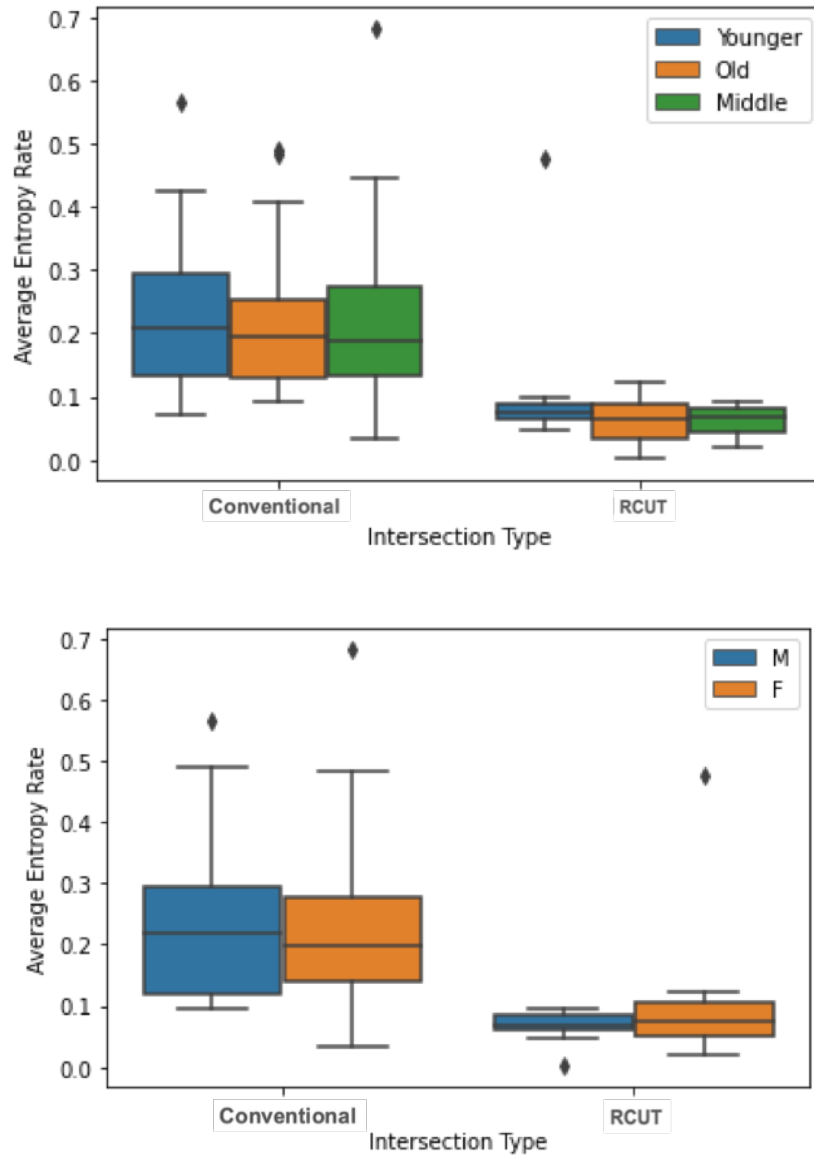 0.7
Younger
Old
Middle
0.6
0.5
0.4
0.3
0.2
0.1
0.0
Average Entropy Rate
Conventional
RCUT
Intersection Type
0.7
M
F
0.6
0.5
0.4
0.3
0.2
0.1
0.0
Average Entropy Rate
Conventional
RCUT
Intersection Type